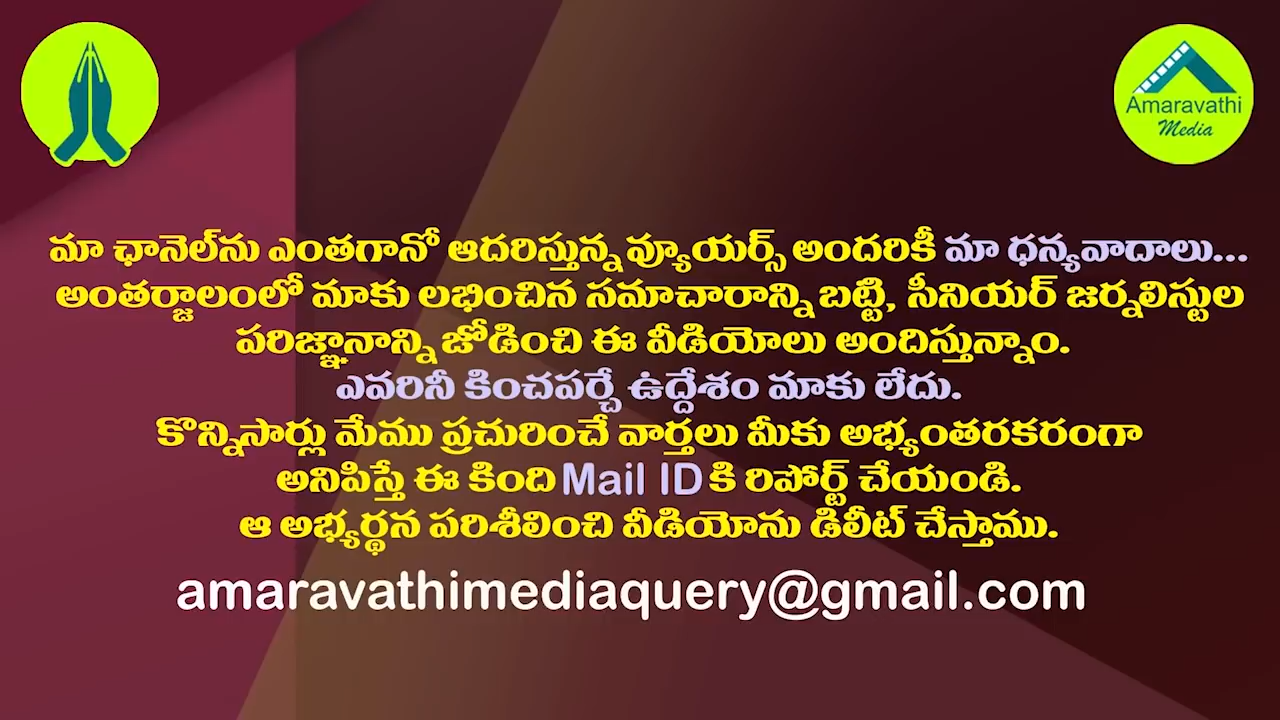 Amaravathi
Media
మా ఛానెల్‌ను ఎంతగానో ఆదరిస్తున్న వ్యూయర్స్ అందరికీ మా ధన్యవాదాలు...
అంతర్జాలంలో మాకు లభించిన సమాచారాన్ని బట్టి, సీనియర్ జర్నలిస్టుల
పరిజ్ఞానాన్ని జోడించి ఈ వీడియోలు అందిస్తున్నాం.
ఎవరినీ కించపర్చే ఉద్దేశం మాకు లేదు.
కొన్నిసార్లు మేము ప్రచురించే వార్తలు మీకు అభ్యంతరకరంగా
అనిపిస్తే ఈ కింది Mail ID కి రిపోర్ట్ చేయండి.
ఆ అభ్యర్థన పరిశీలించి వీడియోను డిలీట్ చేస్తాము.
amaravathimediaquery@gmail.com